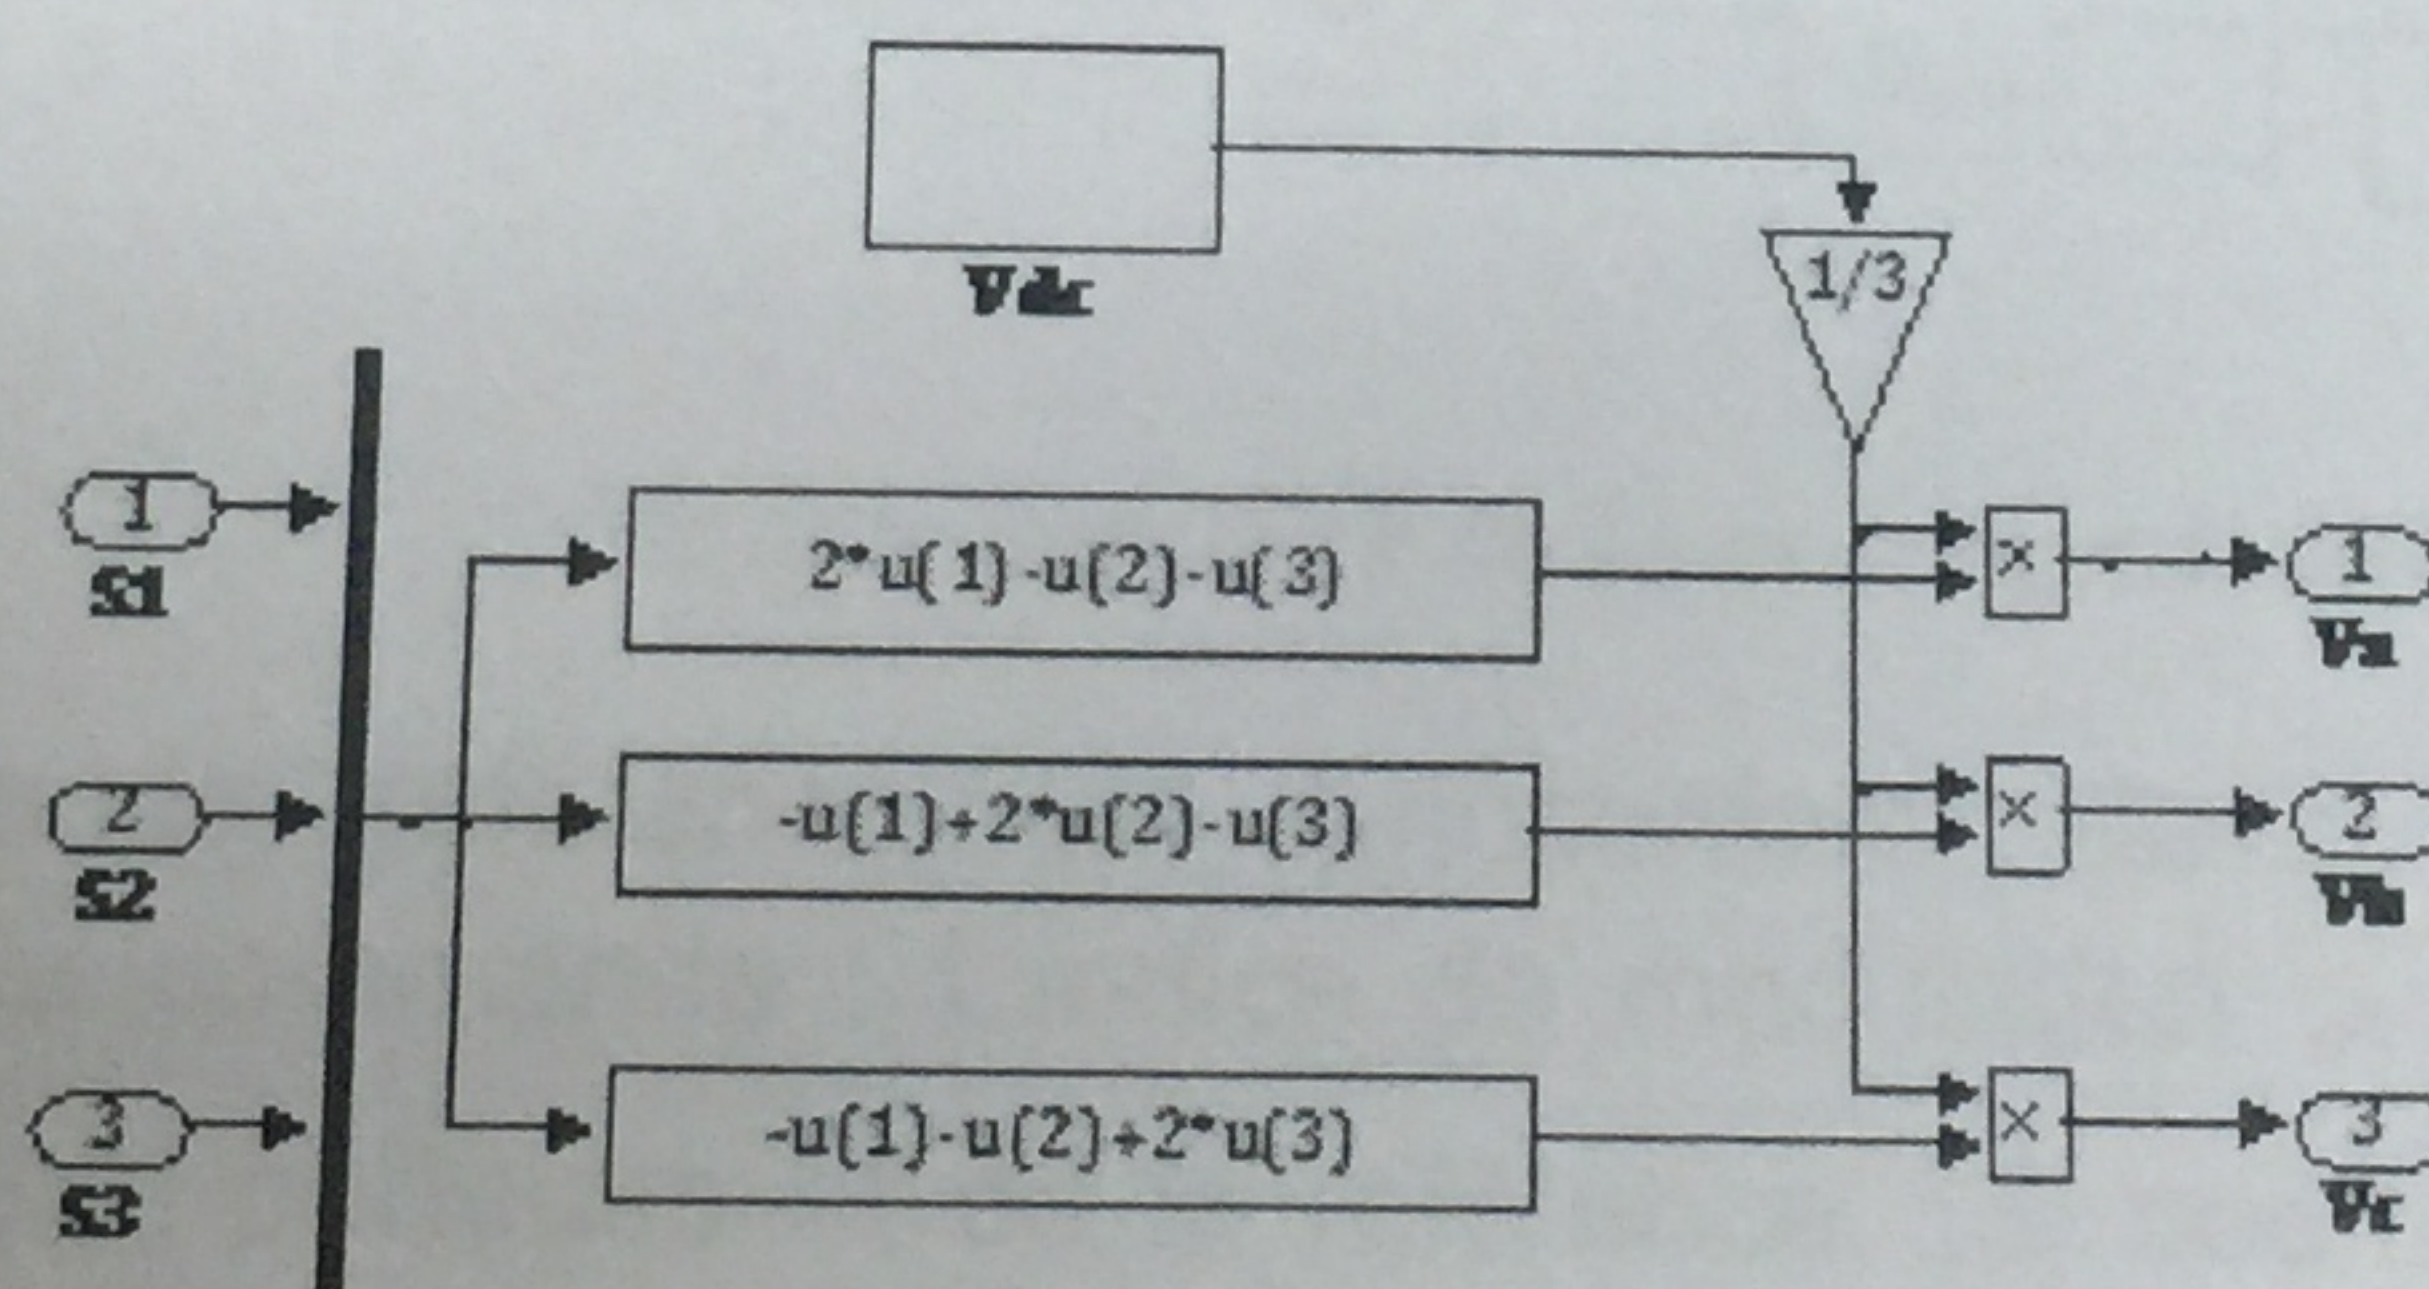 Vdc
1/3
1
S1
2*u(1)-u(2)-u(3)
×
1
Va
2
S2
-u(1)+2*u(2)-u(3)
×
2
Vb
3
S3
-u(1)-u(2)+2*u(3)
×
3
Vc